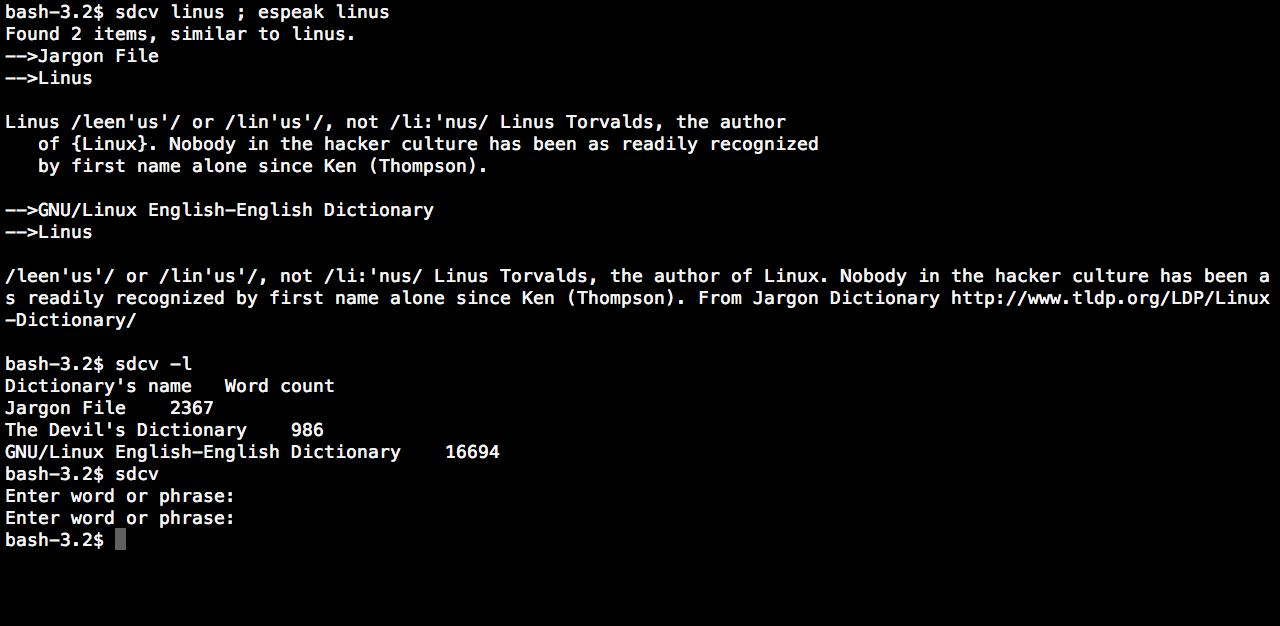 bash-3.2$ sdcv linus ; espeak linus
Found 2 items, similar to linus.
-->Jargon File
-->Linus

Linus /leen'us'/ or /lin'us'/, not /li:'nus/ Linus Torvalds, the author
   of {Linux}. Nobody in the hacker culture has been as readily recognized
   by first name alone since Ken (Thompson).

-->GNU/Linux English-English Dictionary
-->Linus

/leen'us'/ or /lin'us'/, not /li:'nus/ Linus Torvalds, the author of Linux. Nobody in the hacker culture has been a
s readily recognized by first name alone since Ken (Thompson). From Jargon Dictionary http://www.tldp.org/LDP/Linux
-Dictionary/

bash-3.2$ sdcv -l
Dictionary's name   Word count
Jargon File    2367
The Devil's Dictionary    986
GNU/Linux English-English Dictionary    16694
bash-3.2$ sdcv
Enter word or phrase:
Enter word or phrase:
bash-3.2$